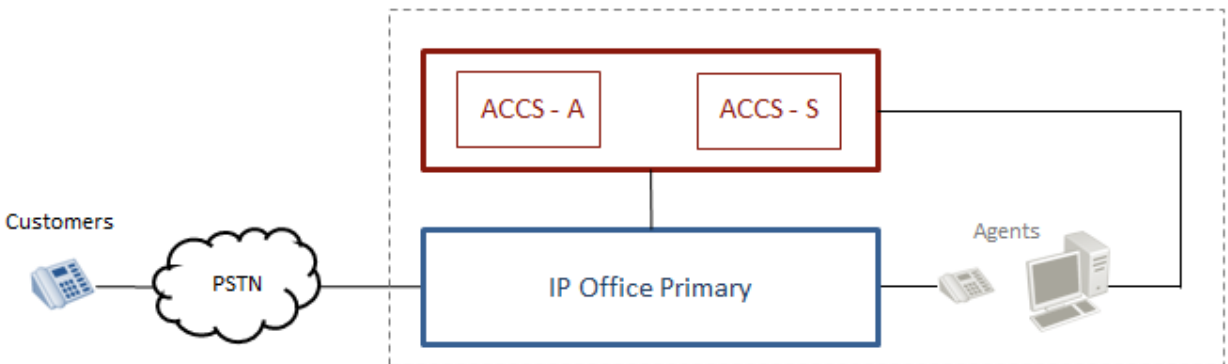 ACCS - A
ACCS - S
Customers
PSTN
IP Office Primary
Agents